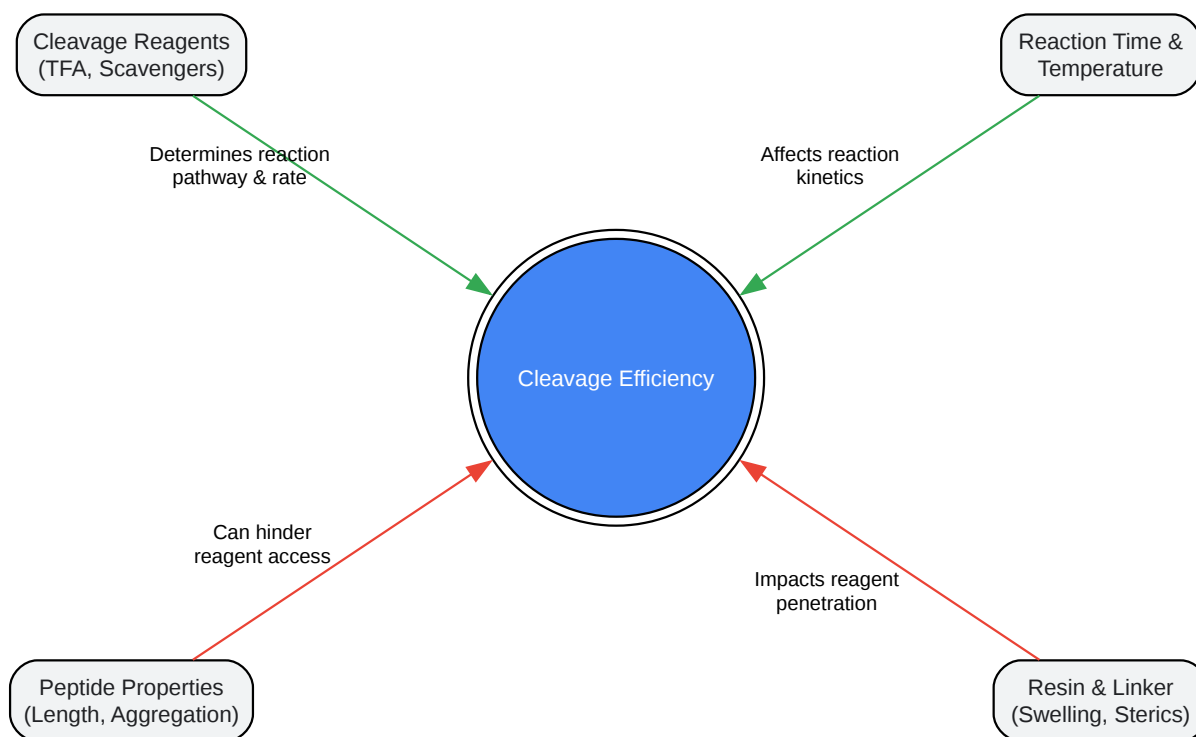 Cleavage Reagents
(TFA, Scavengers)
Reaction Time &
Temperature
Determines reaction
pathway & rate
Affects reaction
kinetics
Cleavage Efficiency
Can hinder
reagent access
Impacts reagent
penetration
Peptide Properties
(Length, Aggregation)
Resin & Linker
(Swelling, Sterics)